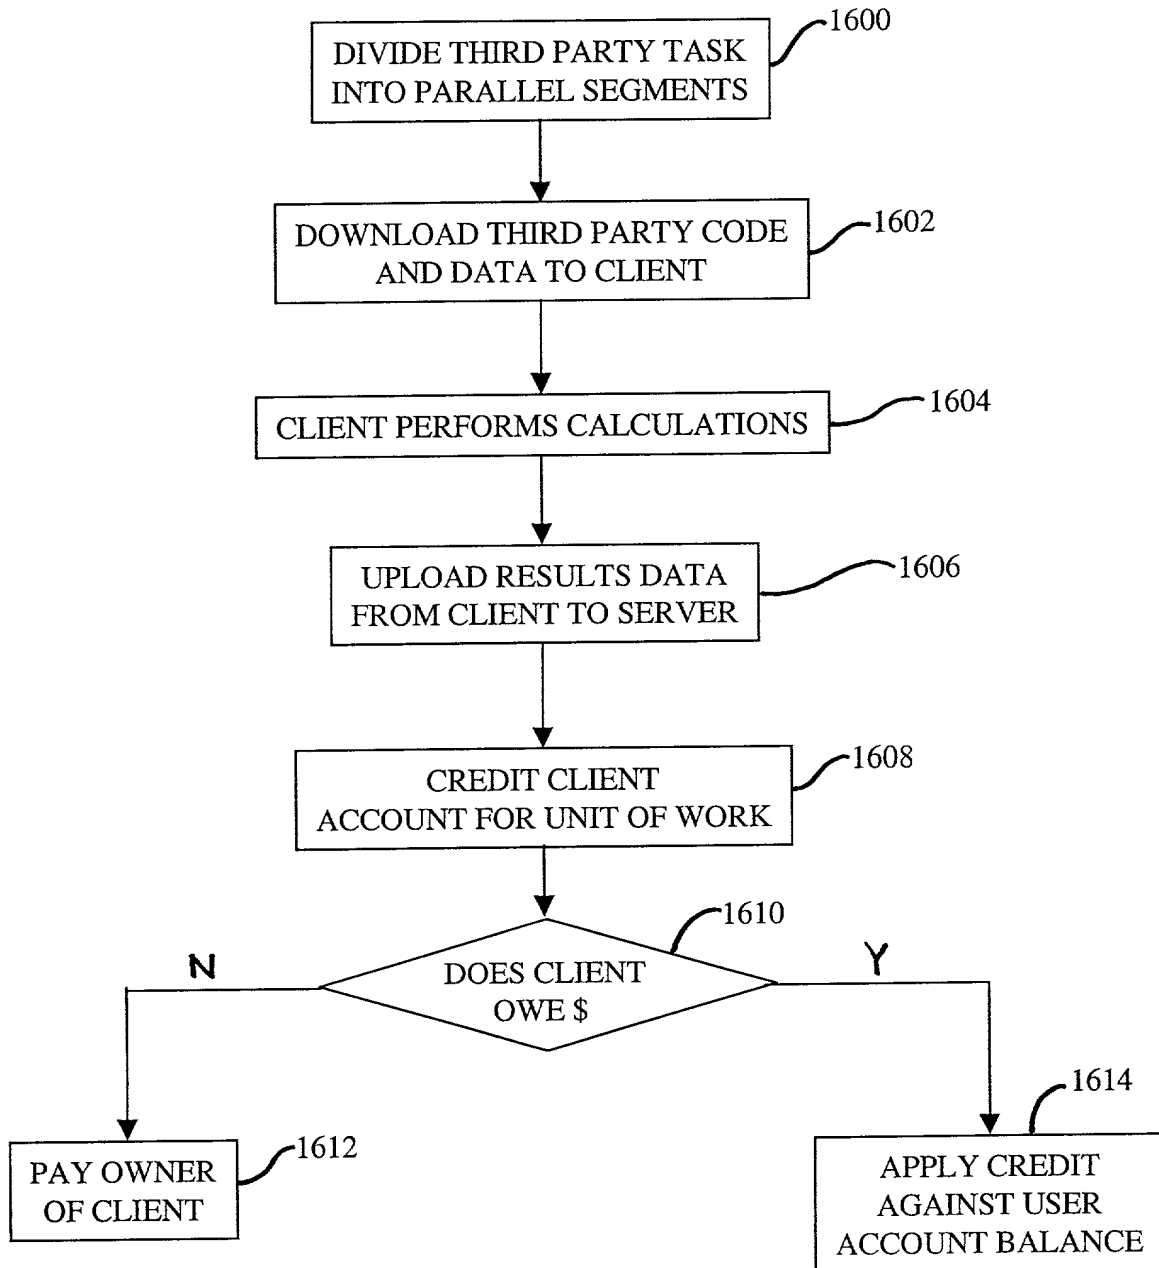 1600
DIVIDE THIRD PARTY TASK
INTO PARALLEL SEGMENTS
1602
DOWNLOAD THIRD PARTY CODE
AND DATA TO CLIENT
1604
CLIENT PERFORMS CALCULATIONS
1606
UPLOAD RESULTS DATA
FROM CLIENT TO SERVER
1608
CREDIT CLIENT
ACCOUNT FOR UNIT OF WORK
1610
N
Y
DOES CLIENT
OWE $
1612
PAY OWNER
OF CLIENT
1614
APPLY CREDIT
AGAINST USER
ACCOUNT BALANCE